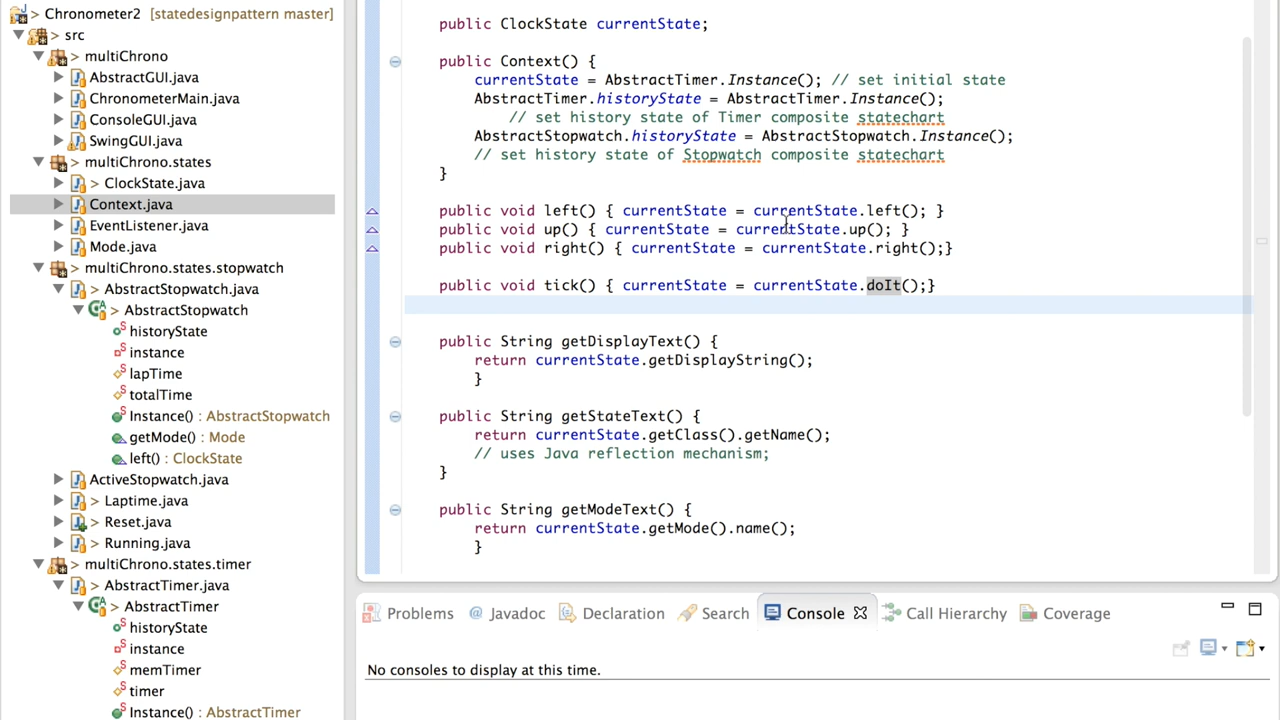 > Chronometer2 [statedesignpattern master]
> src
> multiChrono
AbstractGUI.java
ChronometerMain.java
ConsoleGUI.java
SwingGUI.java
> multiChrono.states
> ClockState.java
Context.java
EventListener.java
Mode.java
> multiChrono.states.stopwatch
> AbstractStopwatch.java
> AbstractStopwatch
historyState
instance
lapTime
totalTime
Instance() : AbstractStopwatch
getMode() : Mode
left() : ClockState
ActiveStopwatch.java
> Laptime.java
> Reset.java
> Running.java
> multiChrono.states.timer
> AbstractTimer.java
> AbstractTimer
historyState
instance
memTimer
timer
Instance() : AbstractTimer
public ClockState currentState;
public Context() {
currentState = AbstractTimer.Instance(); // set initial state
AbstractTimer.historyState = AbstractTimer.Instance();
// set history state of Timer composite statechart
AbstractStopwatch.historyState = AbstractStopwatch.Instance();
// set history state of Stopwatch composite statechart
}
public void left() { currentState = currentState.left(); }
public void up() { currentState = currentState.up(); }
public void right() { currentState = currentState.right();}
public void tick() { currentState = currentState.doIt();}
public String getDisplayText() {
return currentState.getDisplayString();
}
public String getStateText() {
return currentState.getClass().getName();
// uses Java reflection mechanism;
}
public String getModeText() {
return currentState.getMode().name();
}
Problems @ Javadoc Declaration Search Console Call Hierarchy Coverage
No consoles to display at this time.